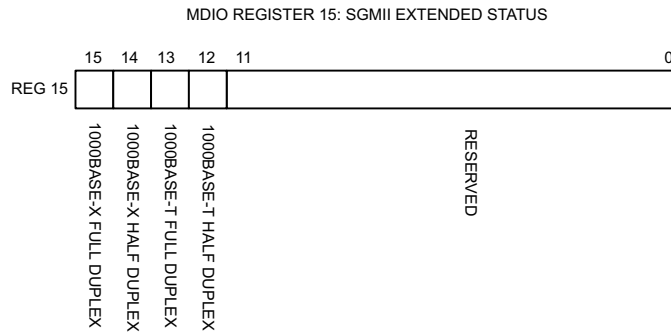 MDIO REGISTER 15: SGMII EXTENDED STATUS
15 14 13 12 11 0
REG 15
1000BASE-X FULL DUPLEX
1000BASE-X HALF DUPLEX
1000BASE-T FULL DUPLEX
1000BASE-T HALF DUPLEX
RESERVED